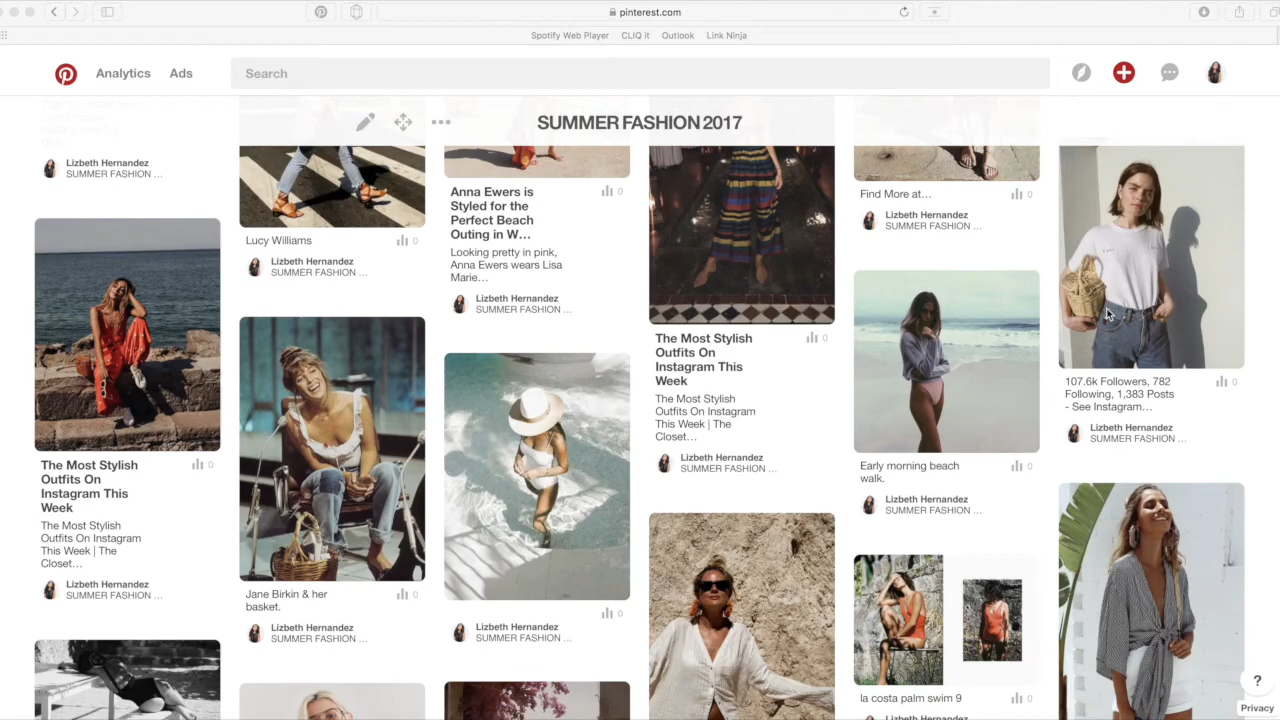 pinterest.com
Spotify Web Player
CLIQ it
Outlook
Link Ninja
Analytics
Ads
Search
SUMMER FASHION 2017
Lizbeth Hernandez
SUMMER FASHION ...
The Most Stylish
Outfits On
Instagram This
Week
0
The Most Stylish
Outfits On Instagram
This Week | The
Closet...
Lizbeth Hernandez
SUMMER FASHION ...
Lucy Williams
0
Lizbeth Hernandez
SUMMER FASHION ...
Jane Birkin & her
basket.
0
Lizbeth Hernandez
SUMMER FASHION ...
Anna Ewers is
Styled for the
Perfect Beach
Outing in W...
0
Looking pretty in pink,
Anna Ewers wears Lisa
Marie...
Lizbeth Hernandez
SUMMER FASHION ...
0
Lizbeth Hernandez
SUMMER FASHION ...
The Most Stylish
Outfits On
Instagram This
Week
0
The Most Stylish
Outfits On Instagram
This Week | The
Closet...
Lizbeth Hernandez
SUMMER FASHION ...
Find More at...
0
Lizbeth Hernandez
SUMMER FASHION ...
Early morning beach
walk.
0
Lizbeth Hernandez
SUMMER FASHION ...
la costa palm swim 9
0
Lizbeth Hernandez
107.6k Followers, 782
Following, 1,383 Posts
- See Instagram...
0
Lizbeth Hernandez
SUMMER FASHION ...
?
Privacy